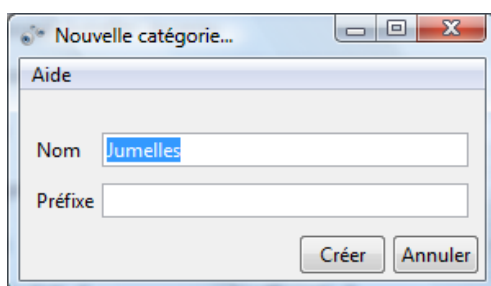 Nouvelle catégorie...
Aide
Nom Jumelles
Préfixe
Créer Annuler